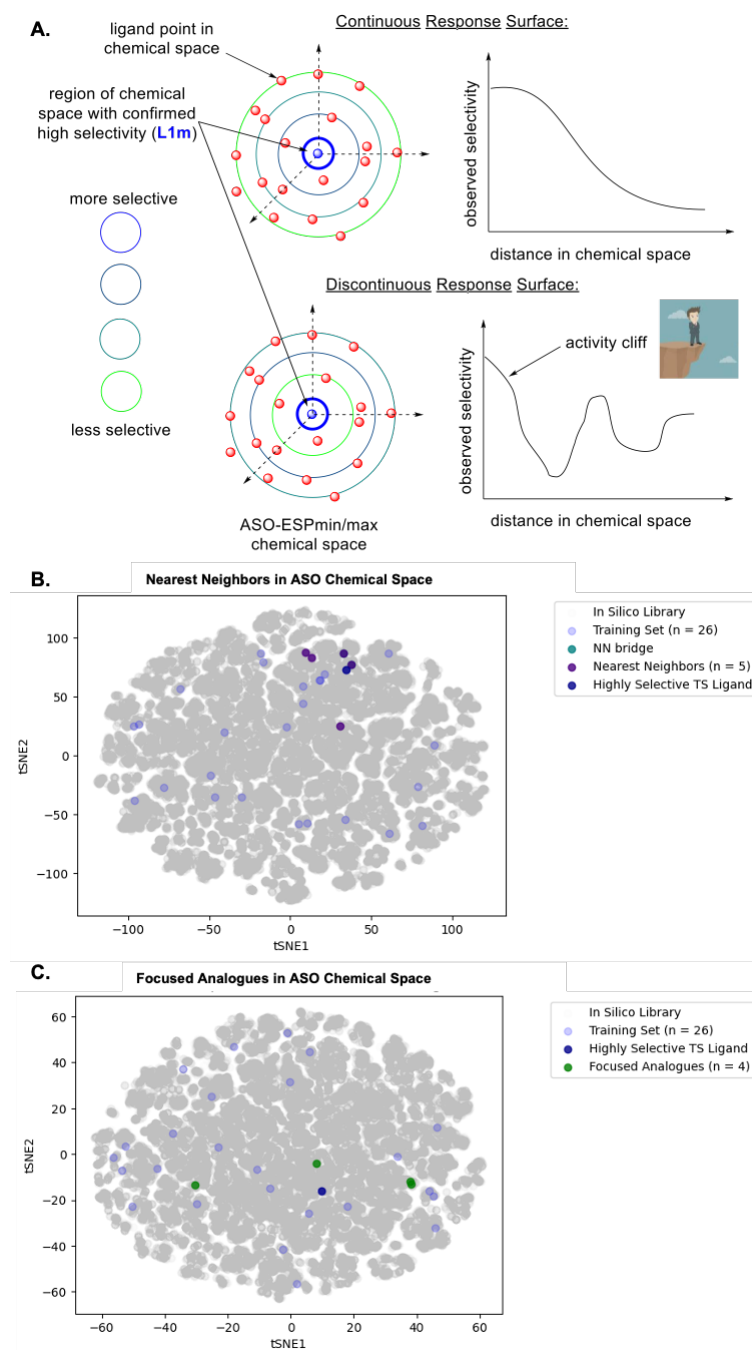 A.
ligand point in
chemical space
region of chemical
space with confirmed
high selectivity (L1m)
more selective
less selective
Continuous Response Surface:
observed selectivity
distance in chemical space
Discontinuous Response Surface:
activity cliff
observed selectivity
distance in chemical space
ASO-ESPmin/max
chemical space
B.
Nearest Neighbors in ASO Chemical Space
In Silico Library
Training Set (n = 26)
NN bridge
Nearest Neighbors (n = 5)
Highly Selective TS Ligand
tSNE2
100
50
0
−50
−100
−100
−50
0
50
100
tSNE1
C.
Focused Analogues in ASO Chemical Space
In Silico Library
Training Set (n = 26)
Highly Selective TS Ligand
Focused Analogues (n = 4)
tSNE2
60
40
20
0
−20
−40
−60
−60
−40
−20
0
20
40
60
tSNE1